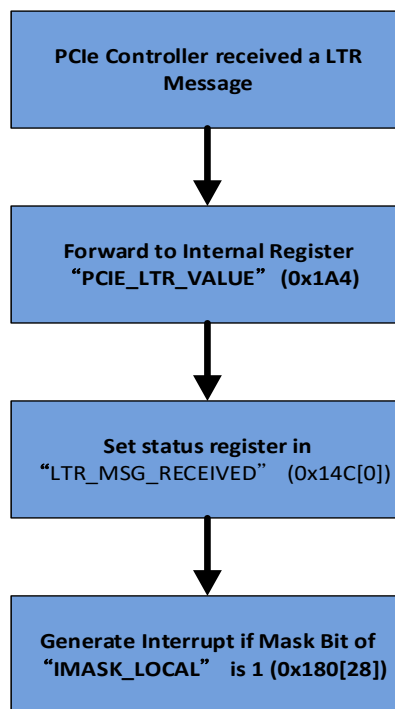 PCIe Controller received a LTR
Message
Forward to Internal Register
“PCIE_LTR_VALUE” (0x1A4)
Set status register in
“LTR_MSG_RECEIVED” (0x14C[0])
Generate Interrupt if Mask Bit of
“IMASK_LOCAL” is 1 (0x180[28])